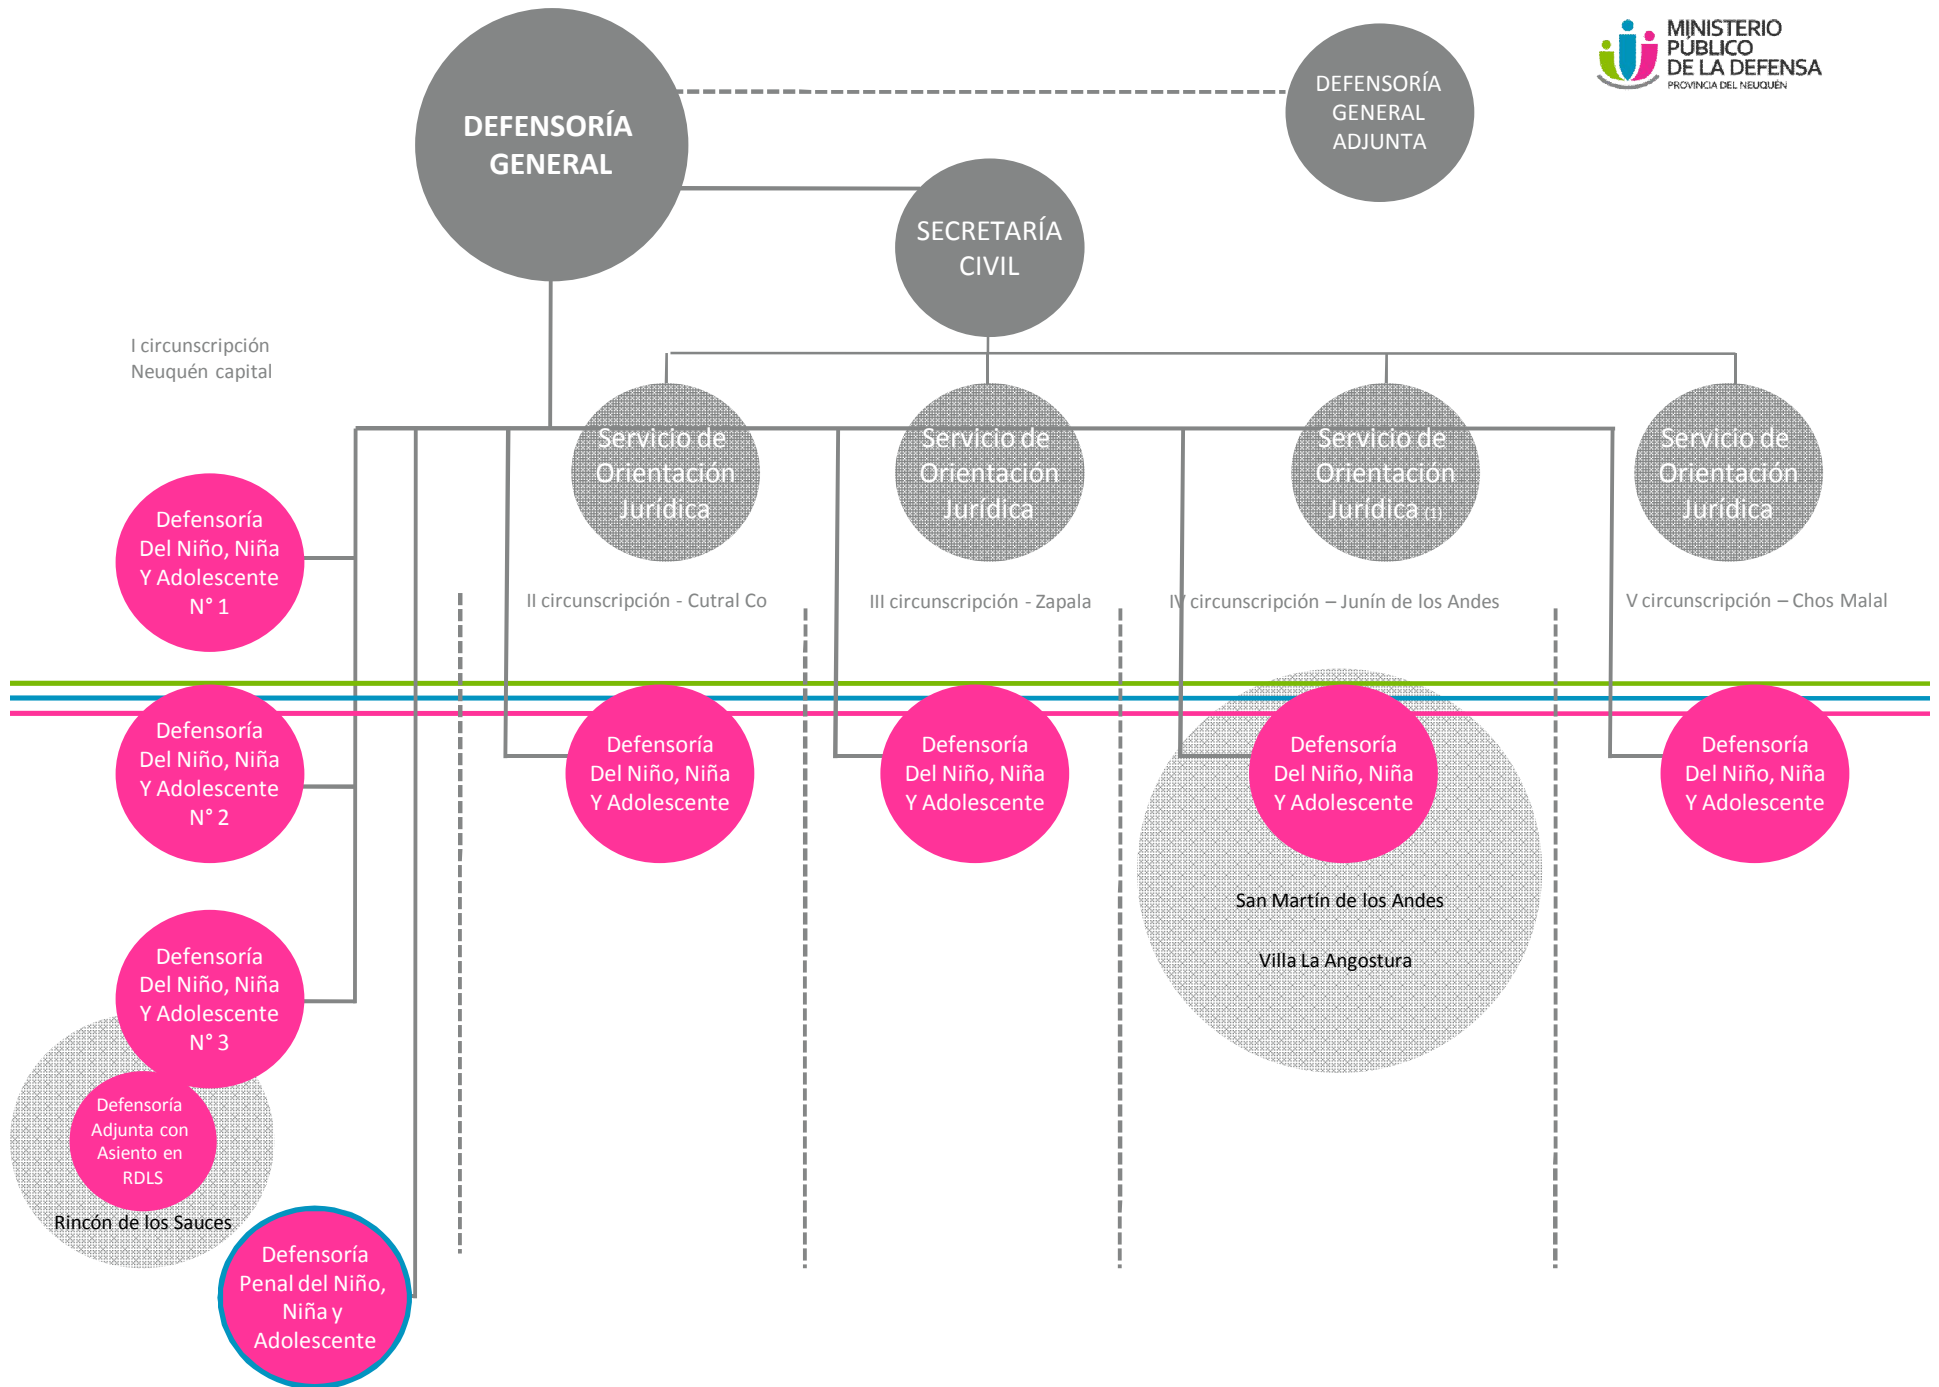 MINISTERIO
PÚBLICO
DE LA DEFENSA
PROVINCIA DEL NEUQUÉN
DEFENSORÍA
GENERAL
DEFENSORÍA
GENERAL
ADJUNTA
SECRETARÍA
CIVIL
I circunscripción
Neuquén capital
Servicio de
Orientación
Jurídica
Servicio de
Orientación
Jurídica
Servicio de
Orientación
Jurídica (1)
Servicio de
Orientación
Jurídica
Defensoría
Del Niño, Niña
Y Adolescente
N° 1
II circunscripción - Cutral Co
III circunscripción - Zapala
IV circunscripción – Junín de los Andes
V circunscripción – Chos Malal
Defensoría
Del Niño, Niña
Y Adolescente
N° 2
Defensoría
Del Niño, Niña
Y Adolescente
Defensoría
Del Niño, Niña
Y Adolescente
Defensoría
Del Niño, Niña
Y Adolescente
Defensoría
Del Niño, Niña
Y Adolescente
San Martín de los Andes
Villa La Angostura
Defensoría
Del Niño, Niña
Y Adolescente
N° 3
Defensoría
Adjunta con
Asiento en
RDLS
Rincón de los Sauces
Defensoría
Penal del Niño,
Niña y
Adolescente